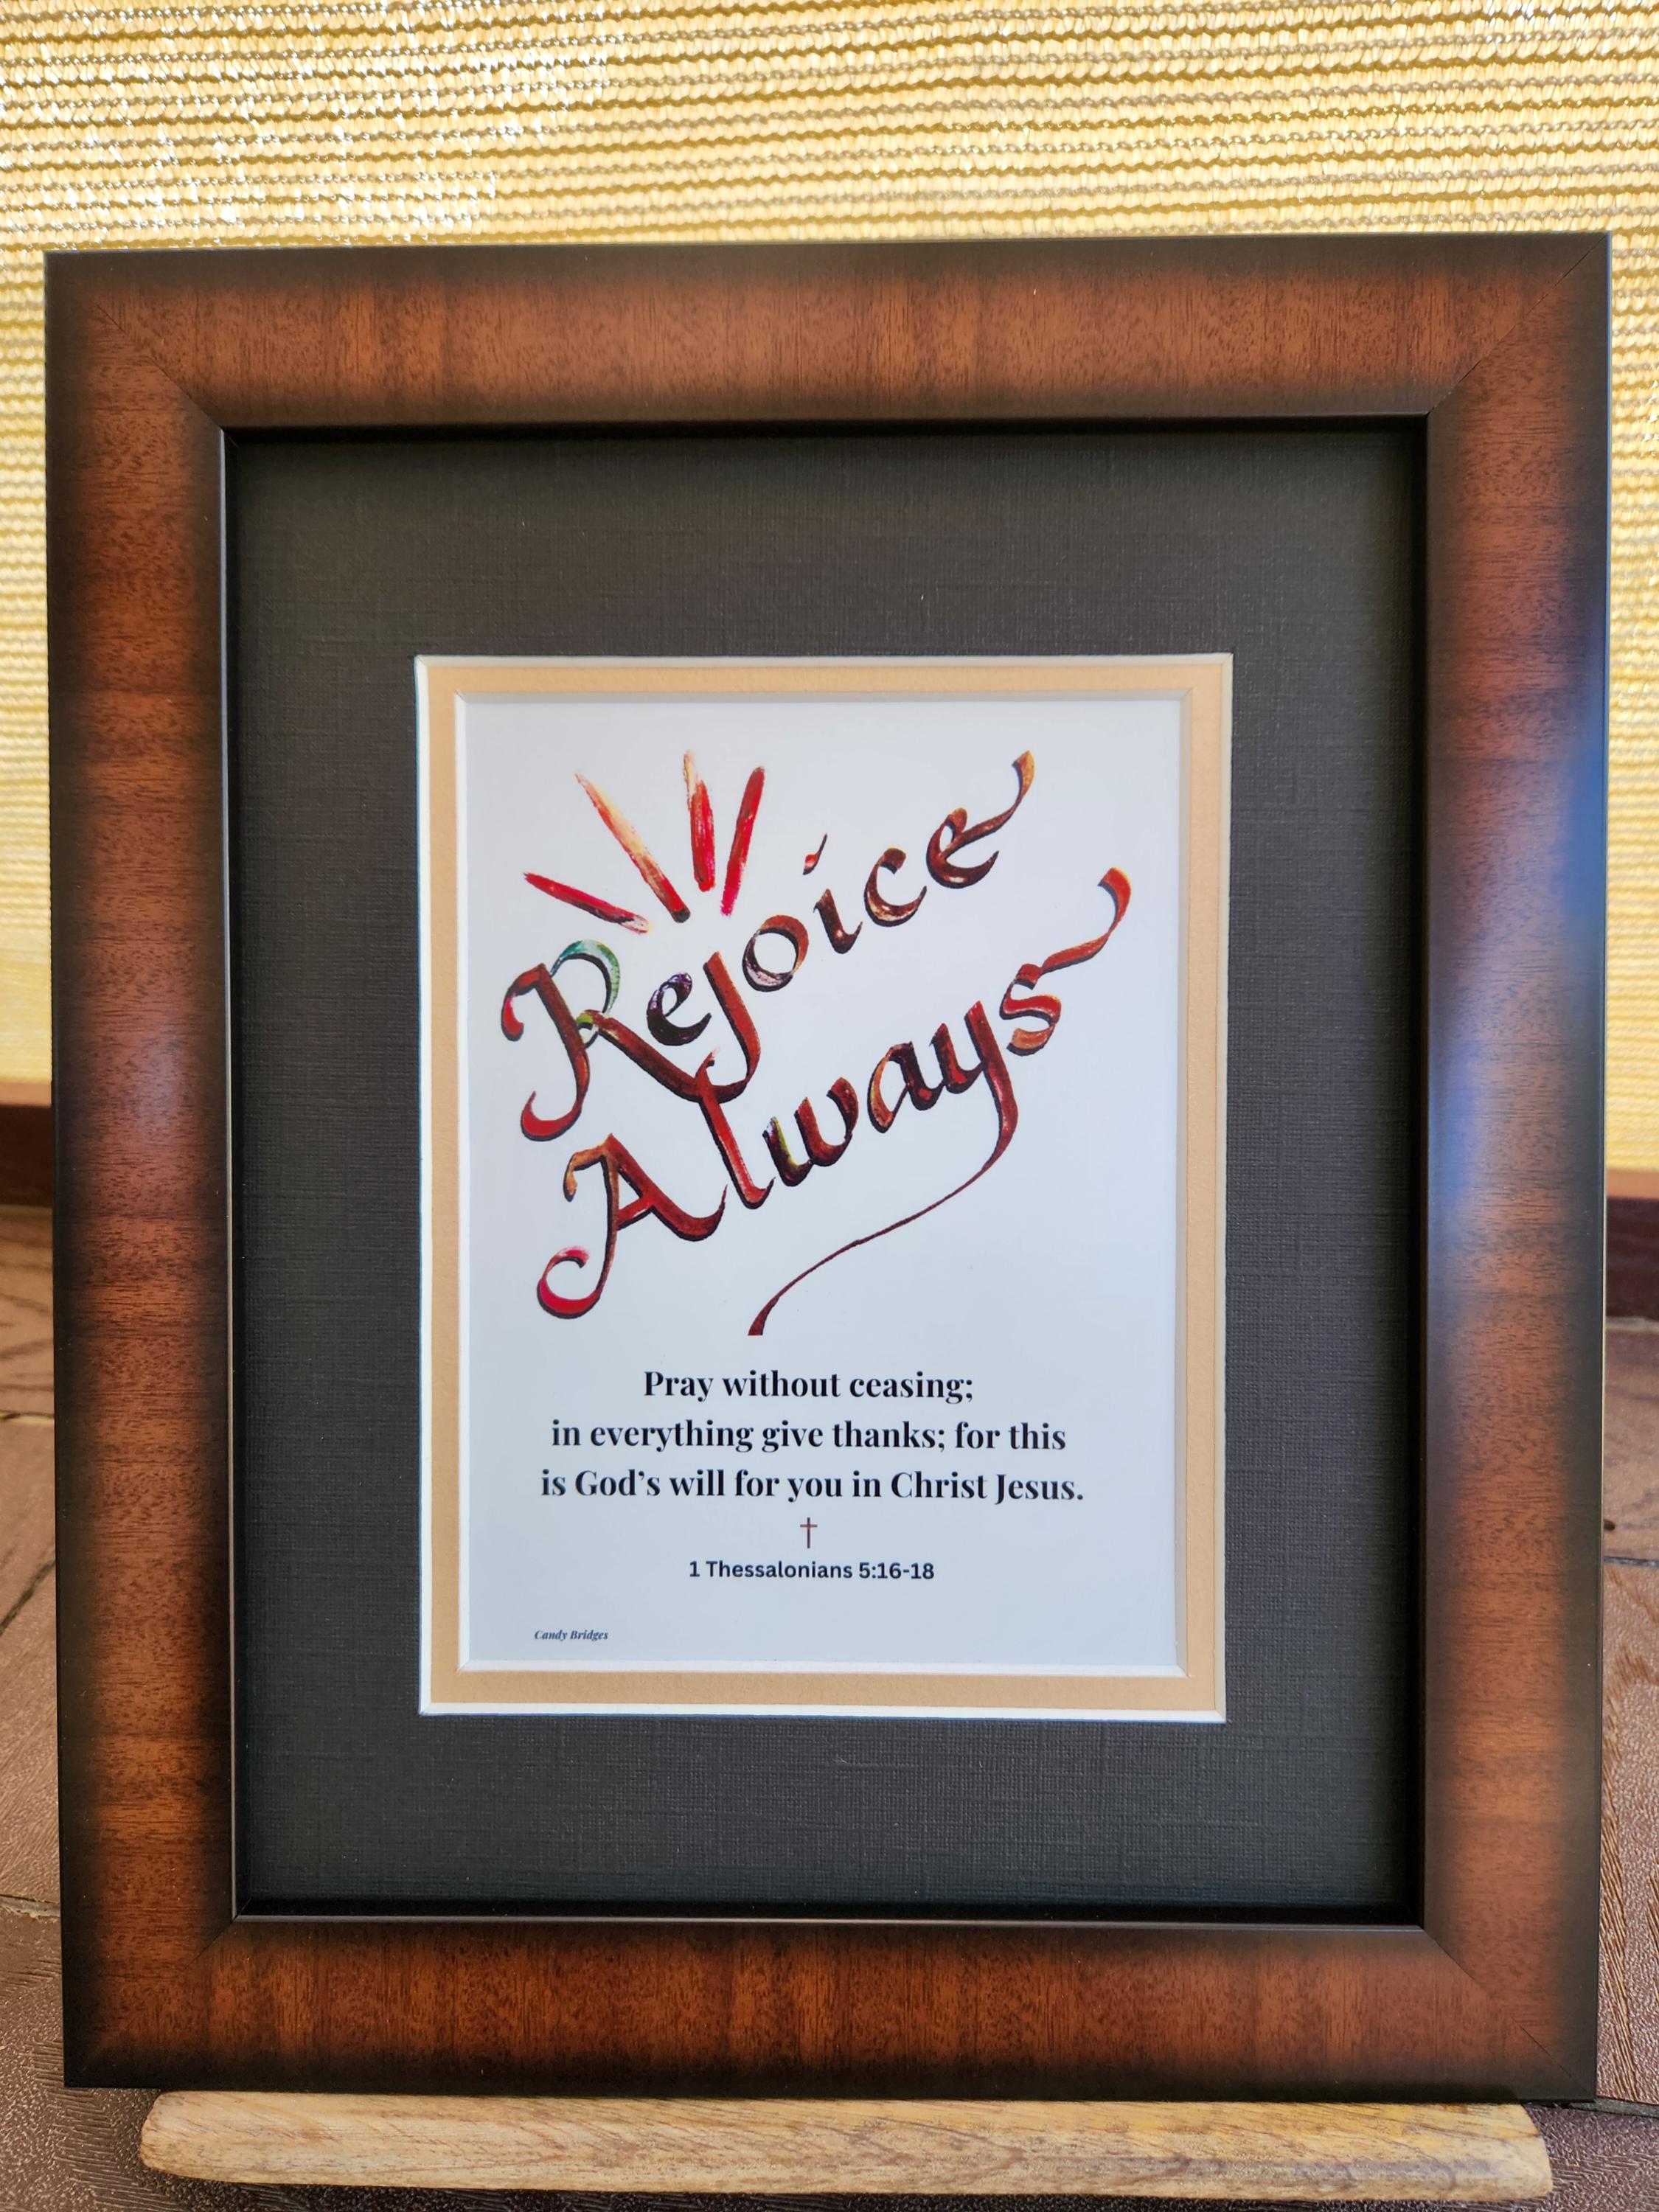 Rejoice
Always
Pray without ceasing;
in everything give thanks; for this
is God's will for you in Christ Jesus.
1 Thessalonians 5:16-18
Candy Bridges